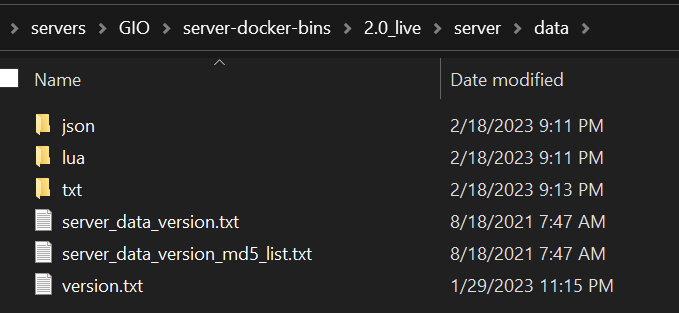 servers > GIO > server-docker-bins > 2.0_live > server > data >
Name Date modified
json 2/18/2023 9:11 PM
lua 2/18/2023 9:11 PM
txt 2/18/2023 9:13 PM
server_data_version.txt 8/18/2021 7:47 AM
server_data_version_md5_list.txt 8/18/2021 7:47 AM
version.txt 1/29/2023 11:15 PM